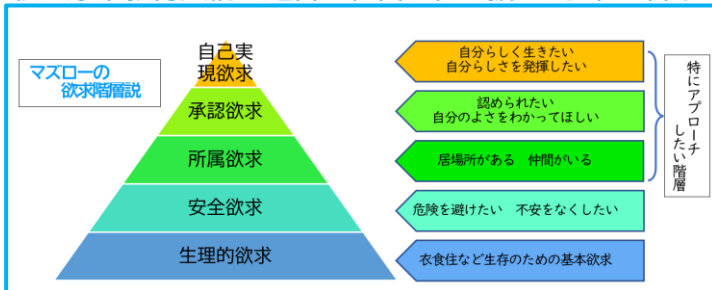 マズローの
欲求階層説
自己実
現欲求
承認欲求
所属欲求
安全欲求
生理的欲求
自分らしく生きたい
自分らしさを発揮したい
認められたい
自分のよさをわかってほしい
居場所がある 仲間がいる
危険を避けたい 不安をなくしたい
衣食住など生存のための基本欲求
特にアプローチ
したい階層